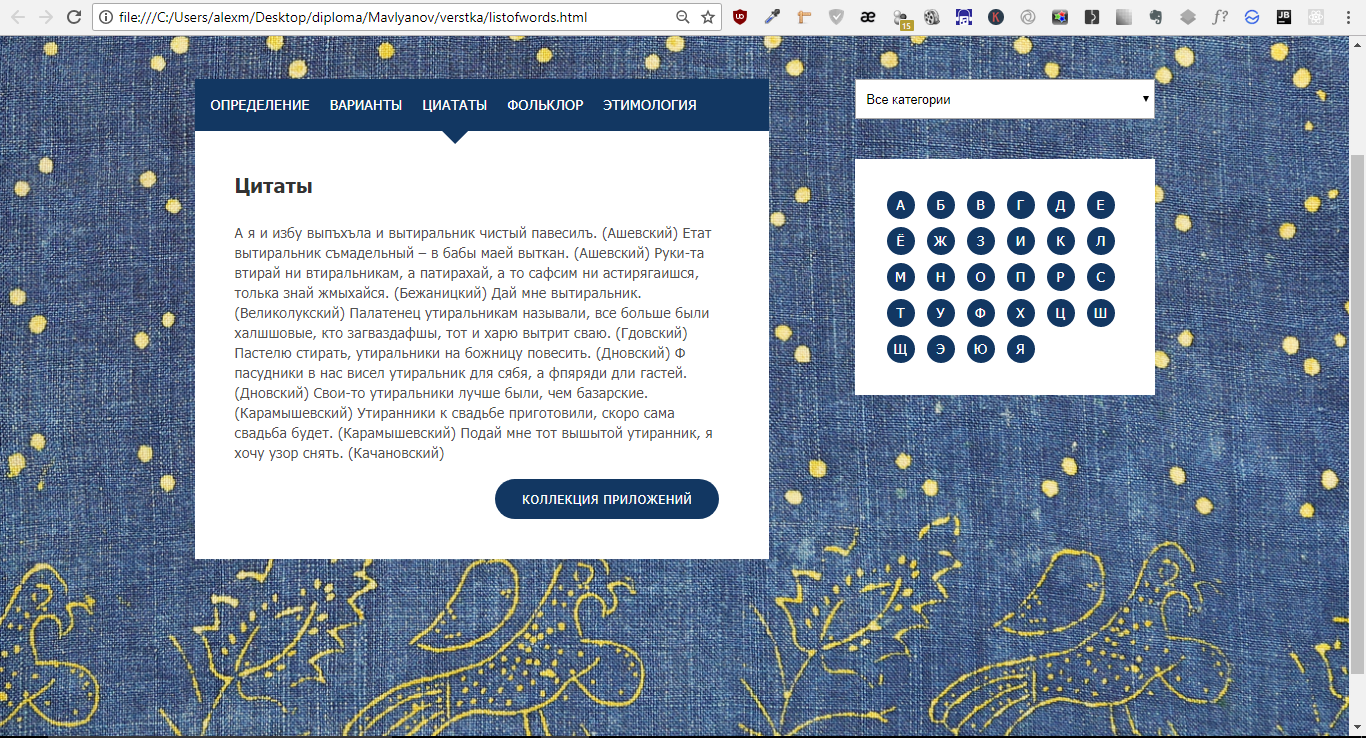 file:///C:/Users/alexm/Desktop/diploma/Mavlyanov/verstka/listofwords.html
15
ОПРЕДЕЛЕНИЕ ВАРИАНТЫ ЦИАТАТЫ ФОЛЬКЛОР ЭТИМОЛОГИЯ
Цитаты
А я и избу выпъхъла и вытиральник чистый павесилъ. (Ашевский) Етат
вытиральник съмадельный – в бабы маей выткан. (Ашевский) Руки-та
втирай ни втиральникам, а патирахай, а то сафсим ни астирягаишся,
толька знай жмыхайся. (Бежаницкий) Дай мне вытиральник.
(Великолукский) Палатенец утиральникам называли, все больше были
халшшовые, кто загваздафшы, тот и харю вытрит сваю. (Гдовский)
Пастелю стирать, утиральники на божницу повесить. (Дновский) Ф
пасудники в нас висел утиральник для сябя, а фпяряди дли гастей.
(Дновский) Свои-то утиральники лучше были, чем базарские.
(Карамышевский) Утиранники к свадьбе приготовили, скоро сама
свадьба будет. (Карамышевский) Подай мне тот вышытой утиранник, я
хочу узор снять. (Качановский)
КОЛЛЕКЦИЯ ПРИЛОЖЕНИЙ
Все категории
А Б В Г Д Е
Ё Ж З И К Л
М Н О П Р С
Т У Ф Х Ц Ш
Щ Э Ю Я